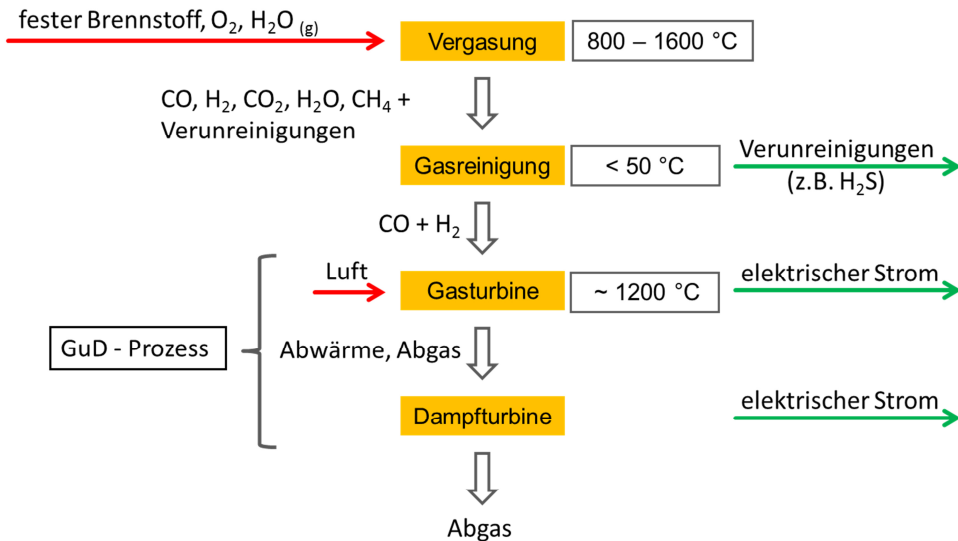 fester Brennstoff, O₂, H₂O (g)
Vergasung
800 – 1600 °C
CO, H₂, CO₂, H₂O, CH₄ +
Verunreinigungen
Gasreinigung
< 50 °C
Verunreinigungen
(z.B. H₂S)
CO + H₂
Luft
Gasturbine
~ 1200 °C
elektrischer Strom
GuD - Prozess
Abwärme, Abgas
Dampfturbine
elektrischer Strom
Abgas